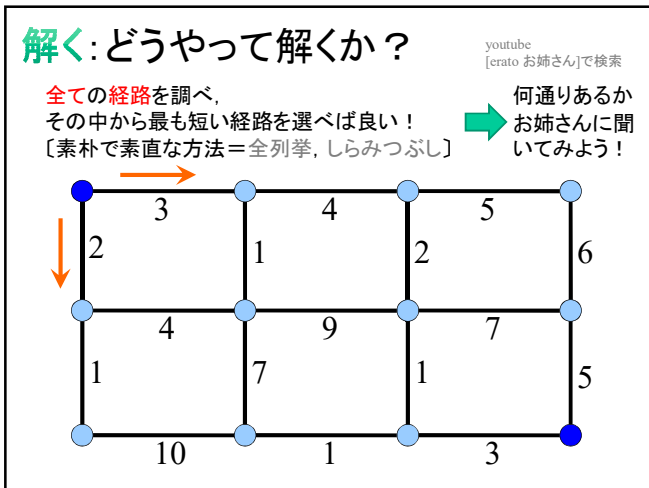 解く:どうやって解くか？
youtube
[erato お姉さん]で検索
全ての経路を調べ，
その中から最も短い経路を選べば良い！
〔素朴で素直な方法＝全列挙，しらみつぶし〕
何通りあるか
お姉さんに聞
いてみよう！
3 4 5
2 1 2 6
4 9 7
1 7 1 5
10 1 3